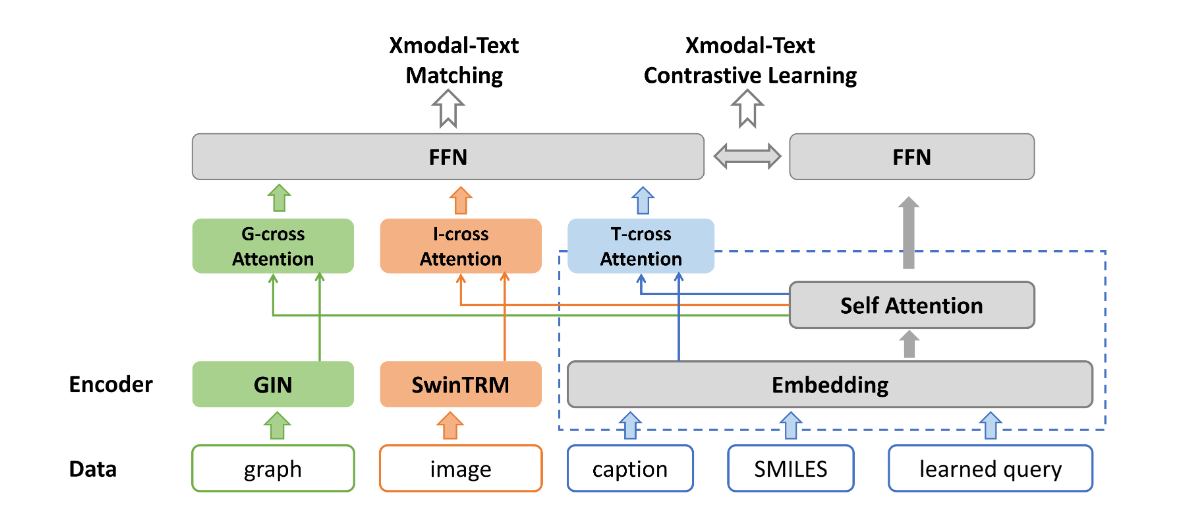 Xmodal-Text
Matching
Xmodal-Text
Contrastive Learning
FFN
FFN
G-cross
Attention
I-cross
Attention
T-cross
Attention
Self Attention
Encoder
GIN
SwinTRM
Embedding
Data
graph
image
caption
SMILES
learned query